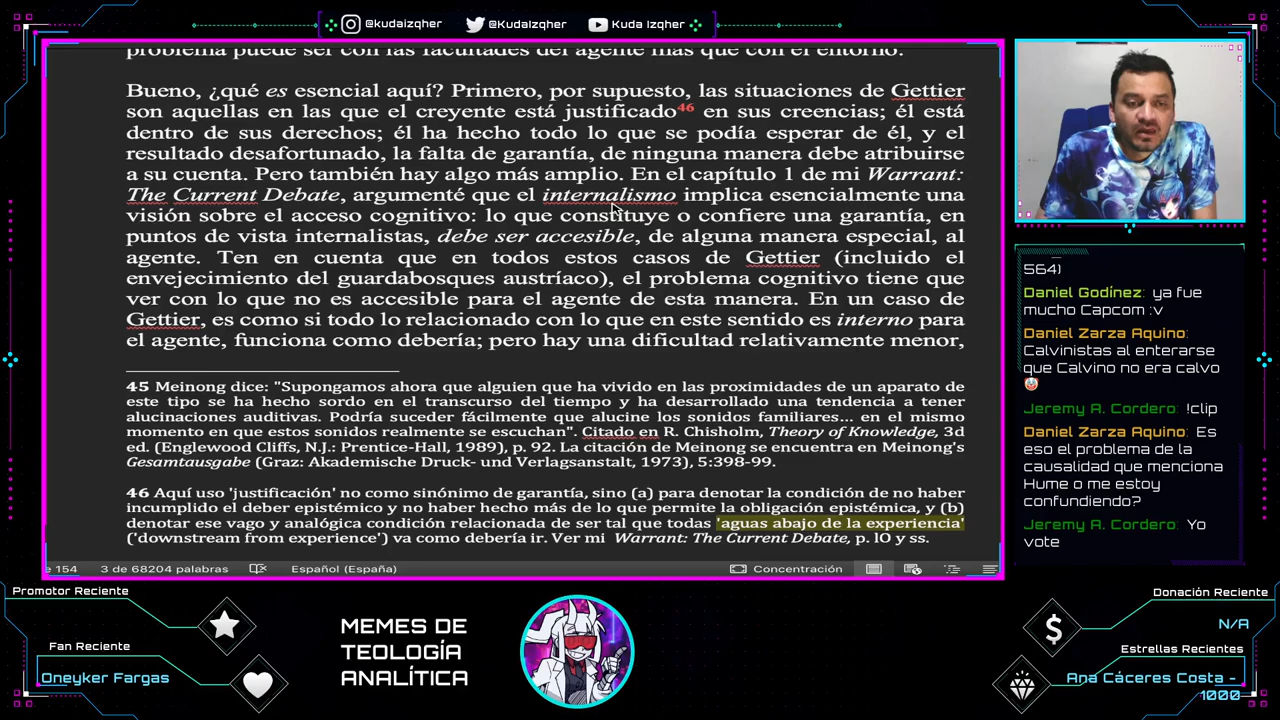 @kudaizqher
@KudaIzqher
Kuda Izqher
problema puede ser con las facultades del agente más que con el entorno.
Bueno, ¿qué es esencial aquí? Primero, por supuesto, las situaciones de Gettier
son aquellas en las que el creyente está justificado46 en sus creencias; él está
dentro de sus derechos; él ha hecho todo lo que se podía esperar de él, y el
resultado desafortunado, la falta de garantía, de ninguna manera debe atribuirse
a su cuenta. Pero también hay algo más amplio. En el capítulo 1 de mi Warrant:
The Current Debate, argumenté que el internalismo implica esencialmente una
visión sobre el acceso cognitivo: lo que constituye o confiere una garantía, en
puntos de vista internalistas, debe ser accesible, de alguna manera especial, al
agente. Ten en cuenta que en todos estos casos de Gettier (incluido el
envejecimiento del guardabosques austríaco), el problema cognitivo tiene que
ver con lo que no es accesible para el agente de esta manera. En un caso de
Gettier, es como si todo lo relacionado con lo que en este sentido es interno para
el agente, funciona como debería; pero hay una dificultad relativamente menor,
45 Meinong dice: "Supongamos ahora que alguien que ha vivido en las proximidades de un aparato de
este tipo se ha hecho sordo en el transcurso del tiempo y ha desarrollado una tendencia a tener
alucinaciones auditivas. Podría suceder fácilmente que alucine los sonidos familiares... en el mismo
momento en que estos sonidos realmente se escuchan". Citado en R. Chisholm, Theory of Knowledge, 3d
ed. (Englewood Cliffs, N.J.: Prentice-Hall, 1989), p. 92. La citación de Meinong se encuentra en Meinong's
Gesamtausgabe (Graz: Akademische Druck- und Verlagsanstalt, 1973), 5:398-99.
46 Aquí uso 'justificación' no como sinónimo de garantía, sino (a) para denotar la condición de no haber
incumplido el deber epistémico y no haber hecho más de lo que permite la obligación epistémica, y (b)
denotar ese vago y analógica condición relacionada de ser tal que todas 'aguas abajo de la experiencia'
('downstream from experience') va como debería ir. Ver mi Warrant: The Current Debate, p. l0 y ss.
e 154
3 de 68204 palabras
Español (España)
Concentración
564)
Daniel Godínez: ya fue
mucho Capcom :v
Daniel Zarza Aquino:
Calvinistas al enterarse
que Calvino no era calvo
Jeremy A. Cordero: !clip
Daniel Zarza Aquino: Es
eso el problema de la
causalidad que menciona
Hume o me estoy
confundiendo?
Jeremy A. Cordero: Yo
vote
Promotor Reciente
Fan Reciente
Oneyker Fargas
MEMES DE
TEOLOGÍA
ANALÍTICA
Donación Reciente
N/A
Estrellas Recientes
Ana Cáceres Costa -
1000